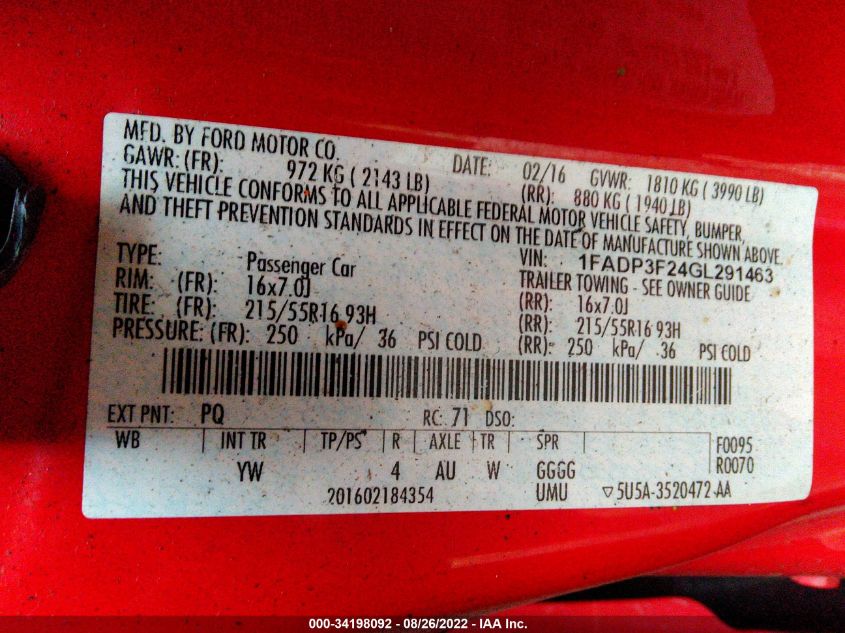 MFD. BY FORD MOTOR CO. DATE: 02/16 GVWR: 1810 KG ( 3990 LB)
GAWR: (FR): 972 KG ( 2143 LB) (RR): 880 KG ( 1940 LB)
THIS VEHICLE CONFORMS TO ALL APPLICABLE FEDERAL MOTOR VEHICLE SAFETY, BUMPER,
AND THEFT PREVENTION STANDARDS IN EFFECT ON THE DATE OF MANUFACTURE SHOWN ABOVE.
VIN: 1FADP3F24GL291463
TYPE: Passenger Car TRAILER TOWING - SEE OWNER GUIDE
RIM: (FR): 16x7.0J (RR): 16x7.0J
TIRE: (FR): 215/55R16 93H (RR): 215/55R16 93H
PRESSURE: (FR): 250 kPa/ 36 PSI COLD (RR): 250 kPa/ 36 PSI COLD
EXT PNT: PQ RC: 71 DSO:
WB INT TR TP/PS R AXLE TR SPR F0095
YW 4 AU W GGGG R0070
201602184354 UMU ▽5U5A-3520472-AA
000-34198092 - 08/26/2022 - IAA Inc.